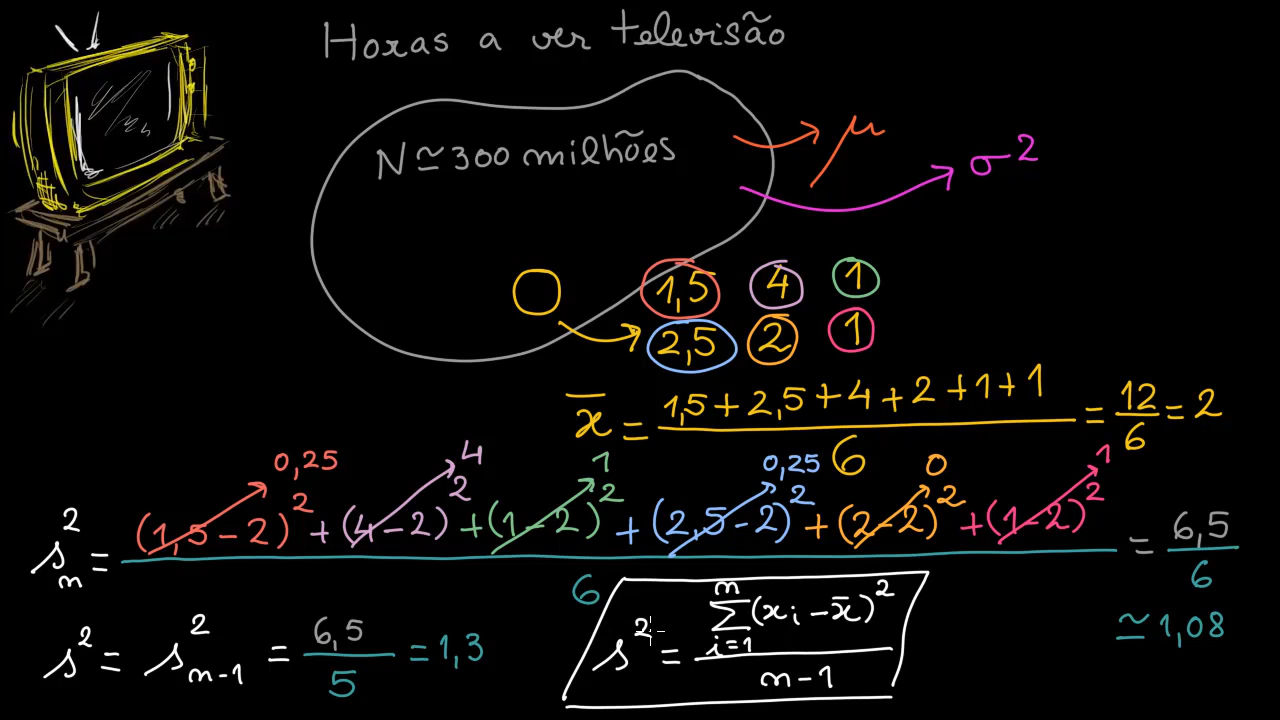 Horas a ver televisão
N ≃ 300 milhões
μ
σ²
1,5 4 1
2,5 2 1
x̄ = (1,5 + 2,5 + 4 + 2 + 1 + 1) / 6 = 12/6 = 2
0,25 4 1 0,25 0 1
s²ₙ = ((1,5 - 2)² + (4 - 2)² + (1 - 2)² + (2,5 - 2)² + (2 - 2)² + (1 - 2)²) / 6 = 6,5/6
≃ 1,08
s² = s²ₙ₋₁ = 6,5/5 = 1,3
s² = ∑ⁿᵢ₌₁ (xᵢ - x̄)² / (n - 1)